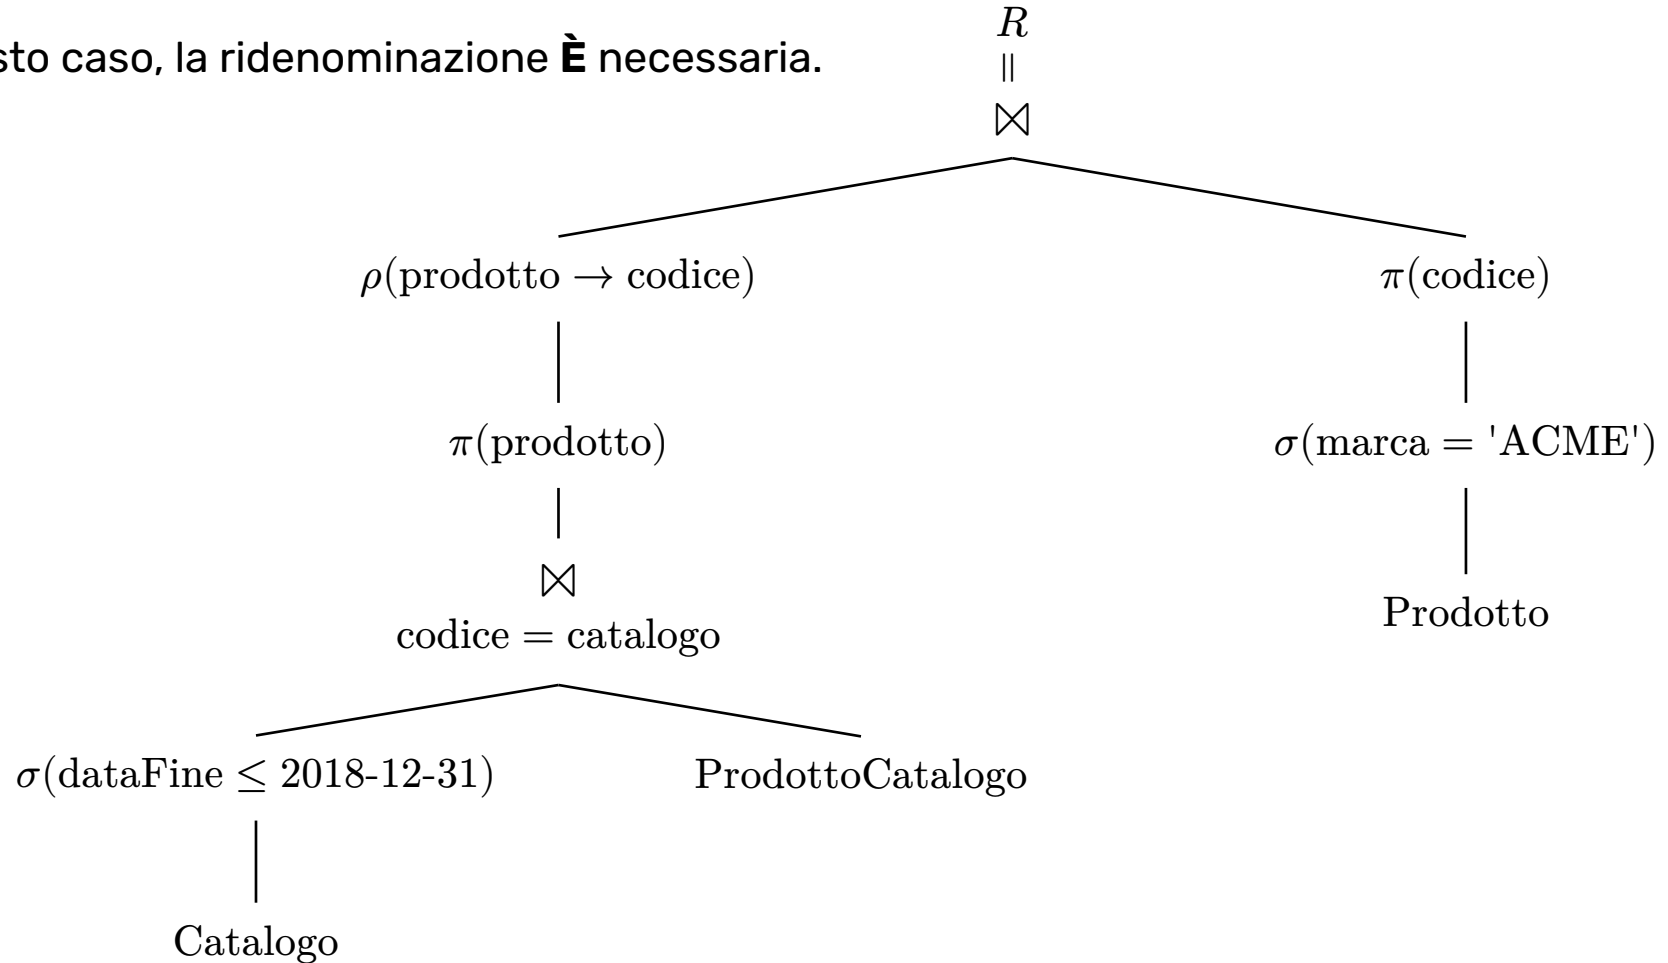 R
sto caso, la ridenominazione È necessaria.
=
⋈
ρ(prodotto → codice)
π(codice)
π(prodotto)
σ(marca = 'ACME')
⋈
codice = catalogo
Prodotto
σ(dataFine ≤ 2018-12-31)
ProdottoCatalogo
Catalogo